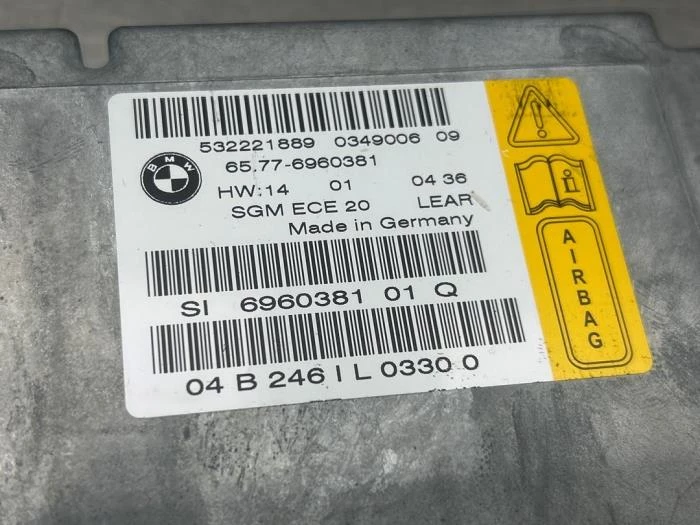 532221889 0349006 09
BMW
65.77-6960381
HW:14 01 04 36
SGM ECE 20 LEAR
Made in Germany
SI 6960381 01 Q
04 B 246 I L 0330 0
AIRBAG